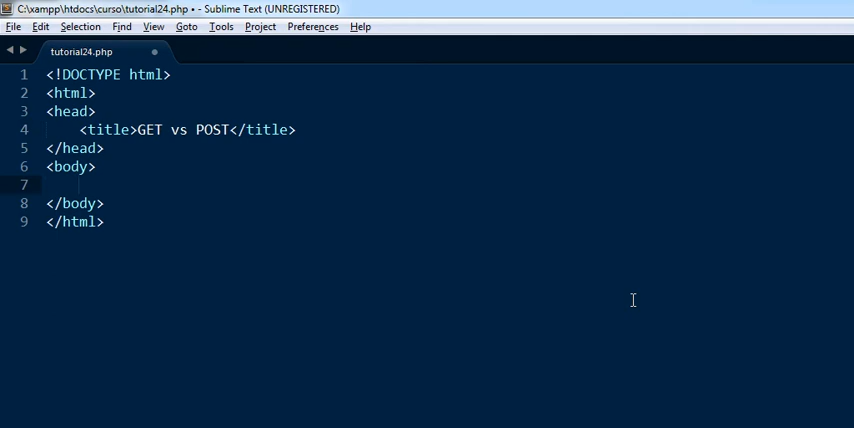 C:\xampp\htdocs\curso\tutorial24.php • - Sublime Text (UNREGISTERED)
File Edit Selection Find View Goto Tools Project Preferences Help
tutorial24.php
1 <!DOCTYPE html>
2 <html>
3 <head>
4 <title>GET vs POST</title>
5 </head>
6 <body>
7
8 </body>
9 </html>